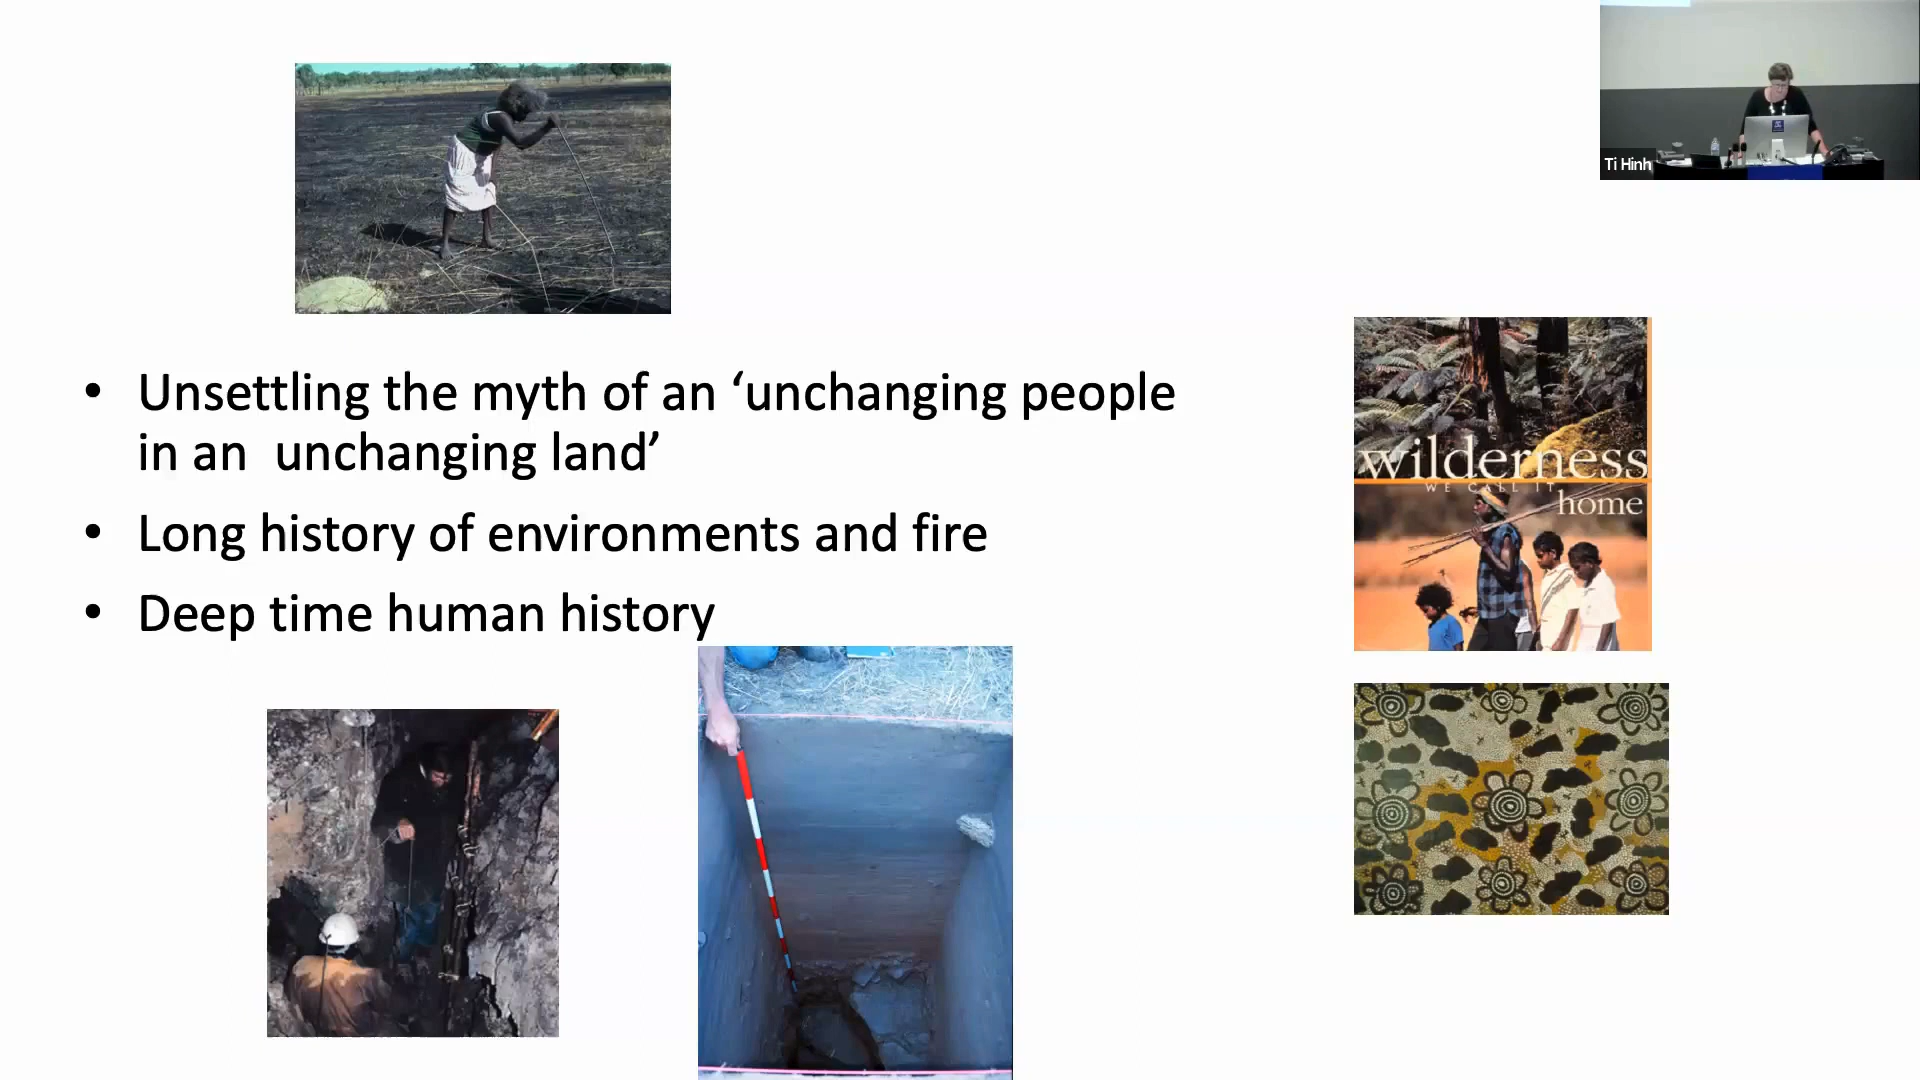 Ti Hinh
• Unsettling the myth of an ‘unchanging people
in an  unchanging land’
• Long history of environments and fire
• Deep time human history
wilderness
WE CALL IT
home